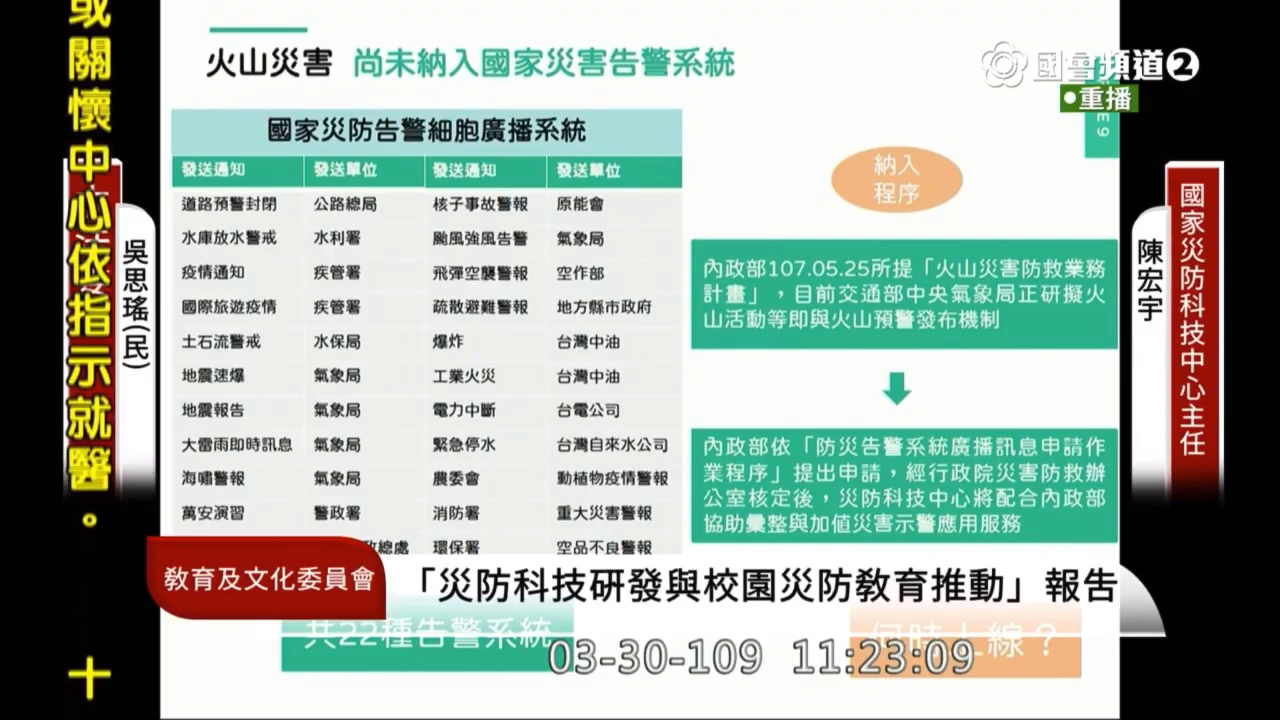 火山災害 尚未納入國家災害告警系統
國會頻道2
重播
E9
國家災防告警細胞廣播系統
發送通知 發送單位 發送通知 發送單位
道路預警封閉 公路總局 核子事故警報 原能會
水庫放水警戒 水利署 颱風強風告警 氣象局
疫情通知 疾管署 飛彈空襲警報 空作部
國際旅遊疫情 疾管署 疏散避難警報 地方縣市政府
土石流警戒 水保局 爆炸 台灣中油
地震速爆 氣象局 工業火災 台灣中油
地震報告 氣象局 電力中斷 台電公司
大雷雨即時訊息 氣象局 緊急停水 台灣自來水公司
海嘯警報 氣象局 農委會 動植物疫情警報
萬安演習 警政署 消防署 重大災害警報
總處 環保署 空品不良警報
納入
程序
內政部107.05.25所提「火山災害防救業務
計畫」，目前交通部中央氣象局正研擬火
山活動等即與火山預警發布機制
內政部依「防災告警系統廣播訊息申請作
業程序」提出申請，經行政院災害防救辦
公室核定後，災防科技中心將配合內政部
協助彙整與加值災害示警應用服務
共22種告警系統
何時上線？
或關懷中心依指示就醫。
十
吳思瑤(民)
陳宏宇
國家災防科技中心主任
教育及文化委員會
「災防科技研發與校園災防教育推動」報告
03-30-109 11:23:09